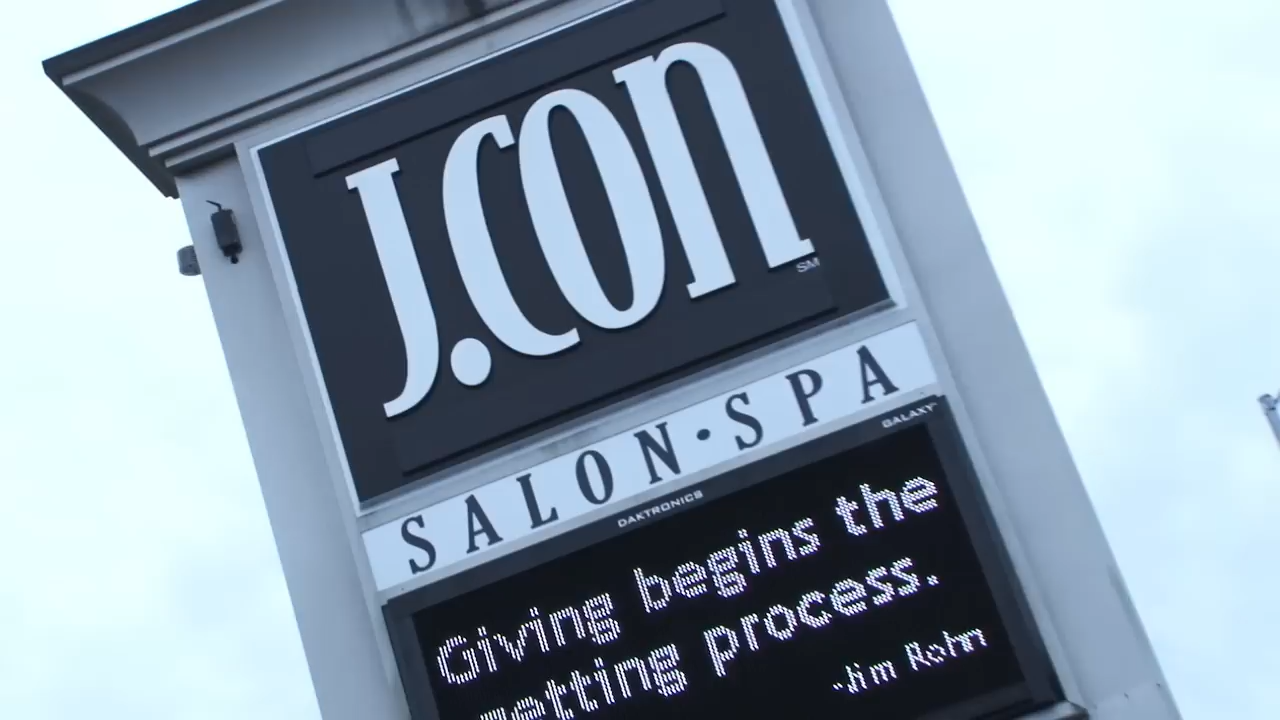 J.CON
SM
SALON·SPA
DAKTRONICS GALAXY
Giving begins the
getting process.
-Jim Rohn